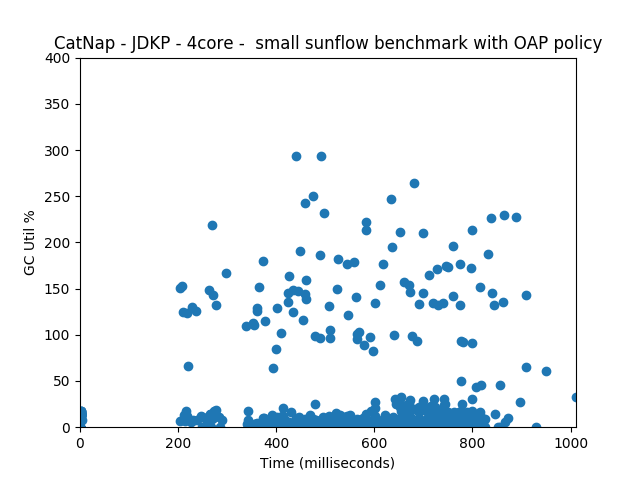 CatNap - JDKP - 4core -  small sunflow benchmark with OAP policy
400
350
300
250
200
150
100
50
0
GC Util %
0 200 400 600 800 1000
Time (milliseconds)